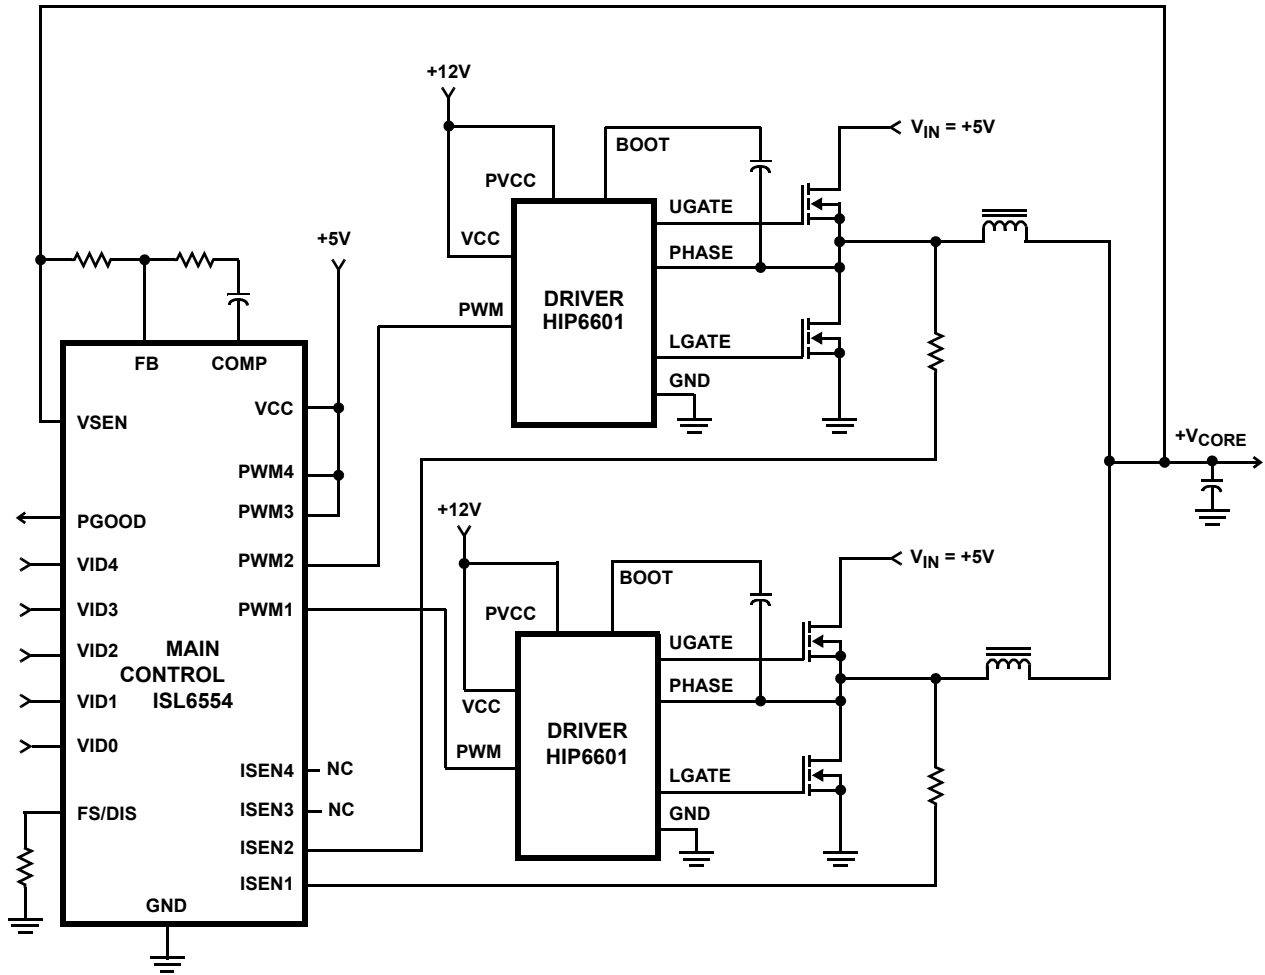 +12V
VIN = +5V
BOOT
PVCC
UGATE
+5V
VCC
PHASE
DRIVER
HIP6601
PWM
LGATE
FB
COMP
GND
VCC
VSEN
+VCORE
PWM4
+12V
PWM3
PGOOD
PWM2
VID4
VIN = +5V
BOOT
VID3
PWM1
PVCC
UGATE
VID2
MAIN
CONTROL
ISL6554
PHASE
VID1
VCC
DRIVER
HIP6601
VID0
PWM
ISEN4
NC
LGATE
ISEN3
NC
FS/DIS
GND
ISEN2
ISEN1
GND